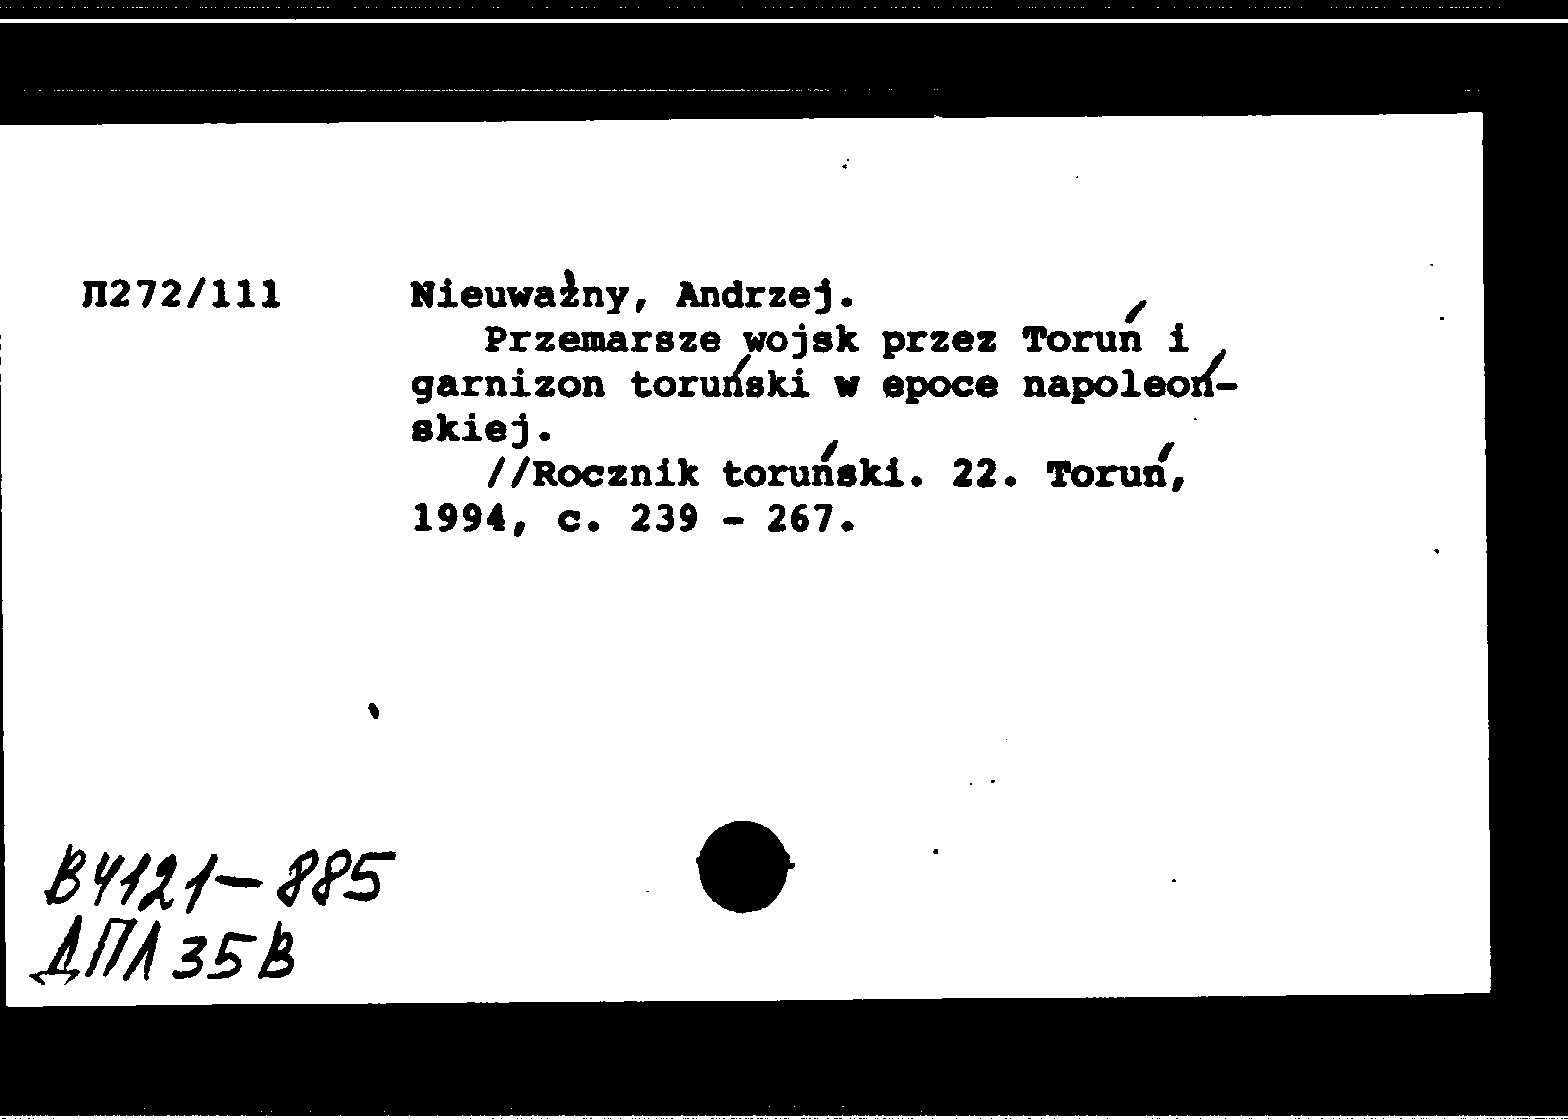 П272/111 Nieuważny, Andrzej.
Przemarsze wojsk przez Toruń i
garnizon toruński w epoce napoleoń-
skiej.
//Rocznik toruński. 22. Toruń,
1994, с. 239 - 267.
В4121-885
ДПЛ35В